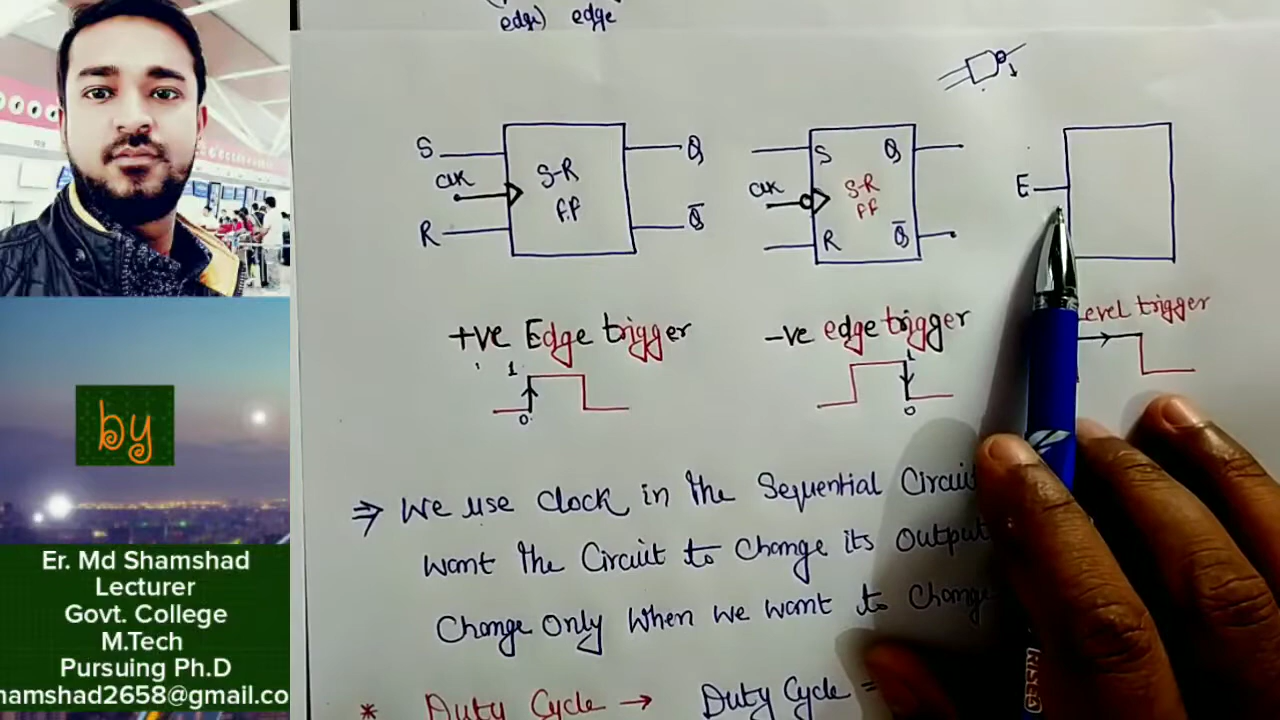 edge) edge
S
CLK
R
S-R
F.F
Q
Q̅
CLK
S
R
S-R
FF
Q
Q̅
E
+ve Edge trigger
-ve edge trigger
evel trigger
1
0
1
0
⇒ We use Clock in the Sequential Circuit
want the Circuit to Change its output
Change Only when we want to Change
* Duty Cycle → Duty Cycle =
by
Er. Md Shamshad
Lecturer
Govt. College
M.Tech
Pursuing Ph.D
hamshad2658@gmail.co